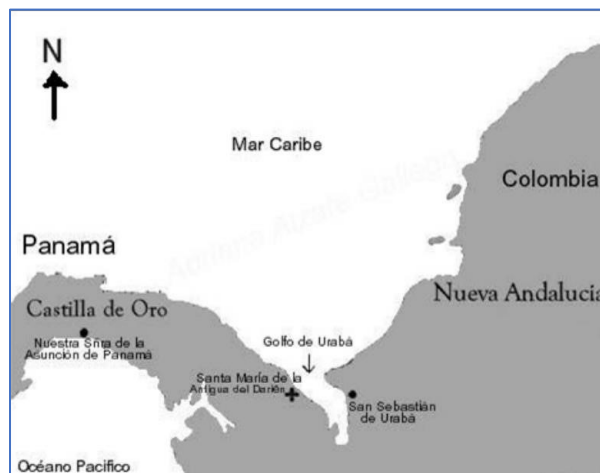 N
Mar Caribe
Colombia
Panamá
Castilla de Oro
Nueva Andalucia
Nuestra Sñra de la
Asunción de Panamá
Golfo de Urabá
Santa María de la
Antigua del Darién
San Sebastián
de Urabá
Océano Pacifico